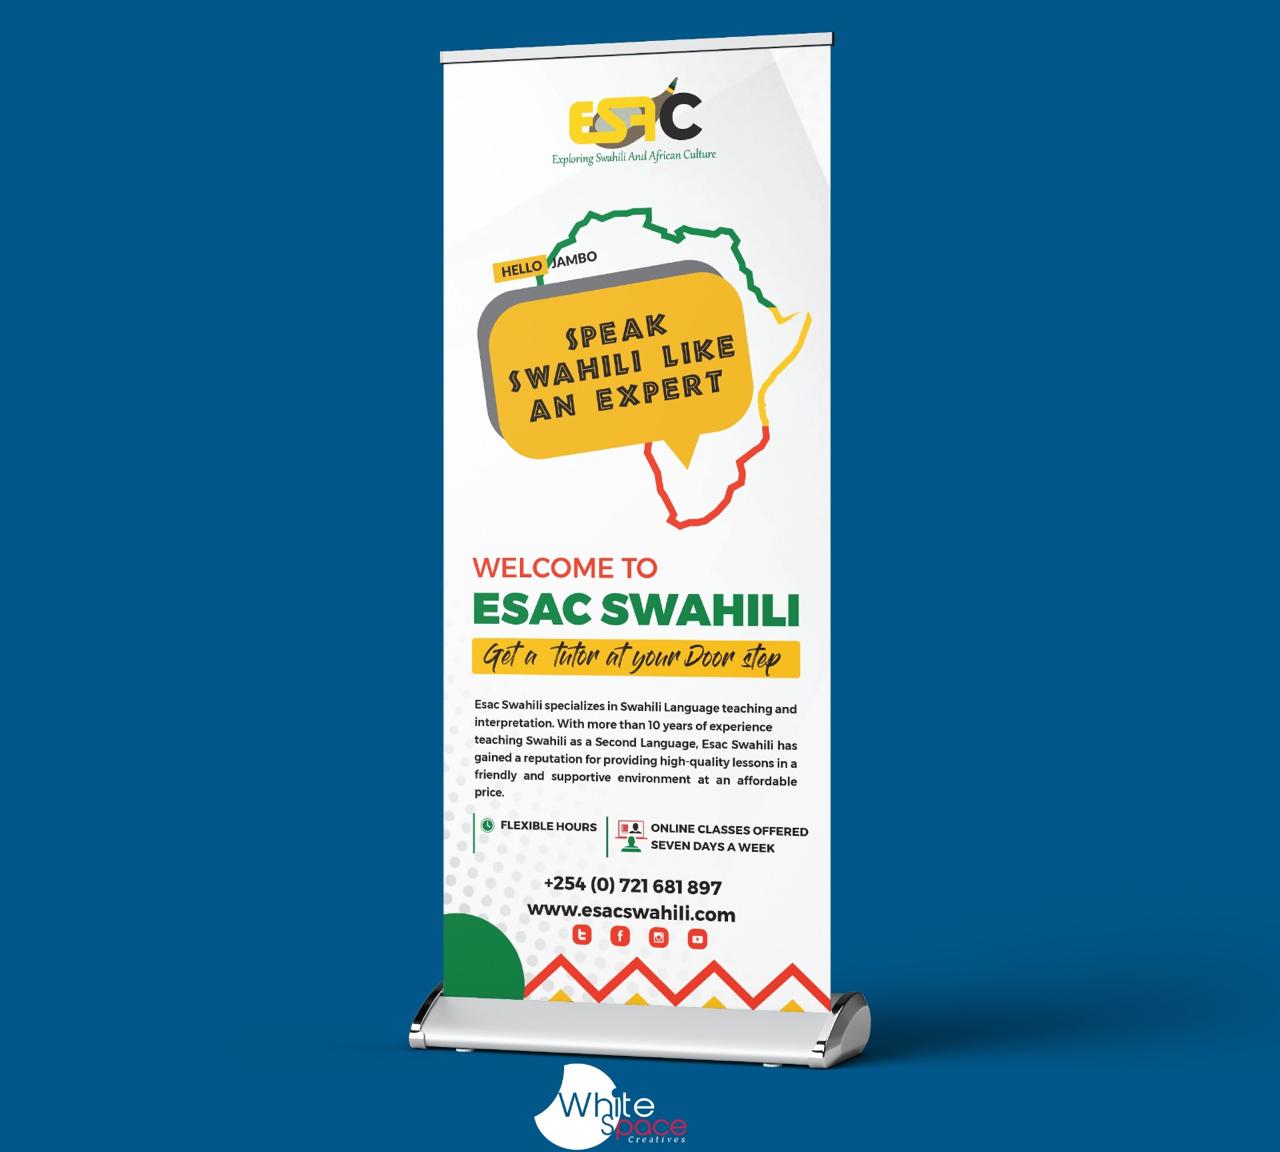 ESAC
Exploring Swahili And African Culture
HELLO JAMBO
SPEAK
SWAHILI LIKE
AN EXPERT
WELCOME TO
ESAC SWAHILI
Get a tutor at your Door step
Esac Swahili specializes in Swahili Language teaching and
interpretation. With more than 10 years of experience
teaching Swahili as a Second Language, Esac Swahili has
gained a reputation for providing high-quality lessons in a
friendly and supportive environment at an affordable
price.
FLEXIBLE HOURS
ONLINE CLASSES OFFERED
SEVEN DAYS A WEEK
+254 (0) 721 681 897
www.esacswahili.com
White
Space
Creatives